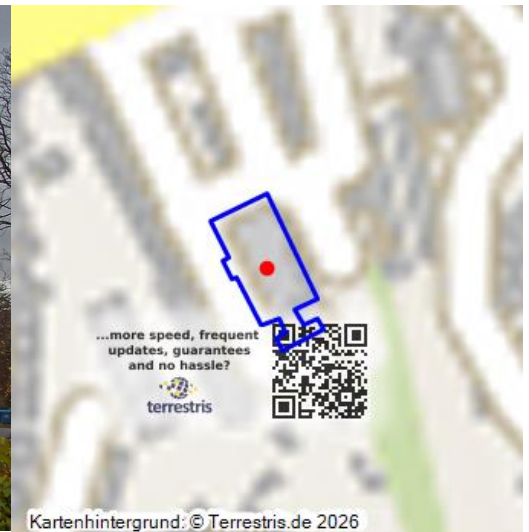 ...more speed, frequent
updates, guarantees
and no hassle?
terrestris
Kartenhintergrund: © Terrestris.de 2026